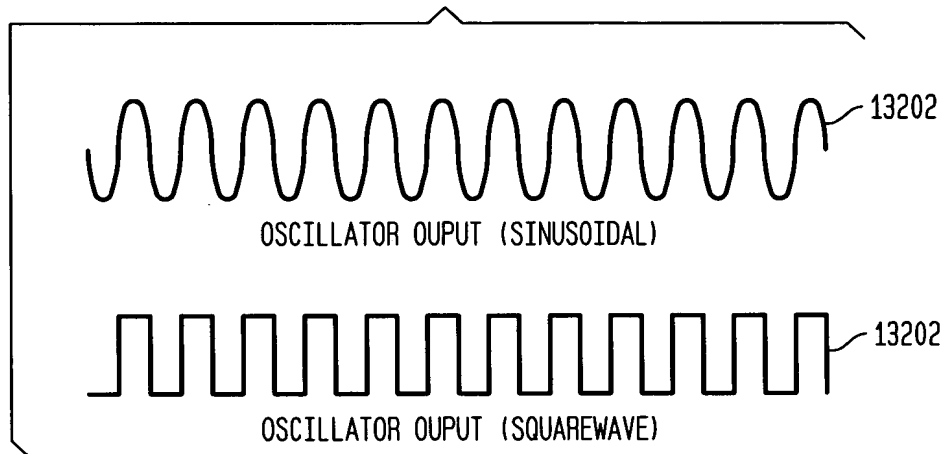 13202
OSCILLATOR OUPUT (SINUSOIDAL)
13202
OSCILLATOR OUPUT (SQUAREWAVE)